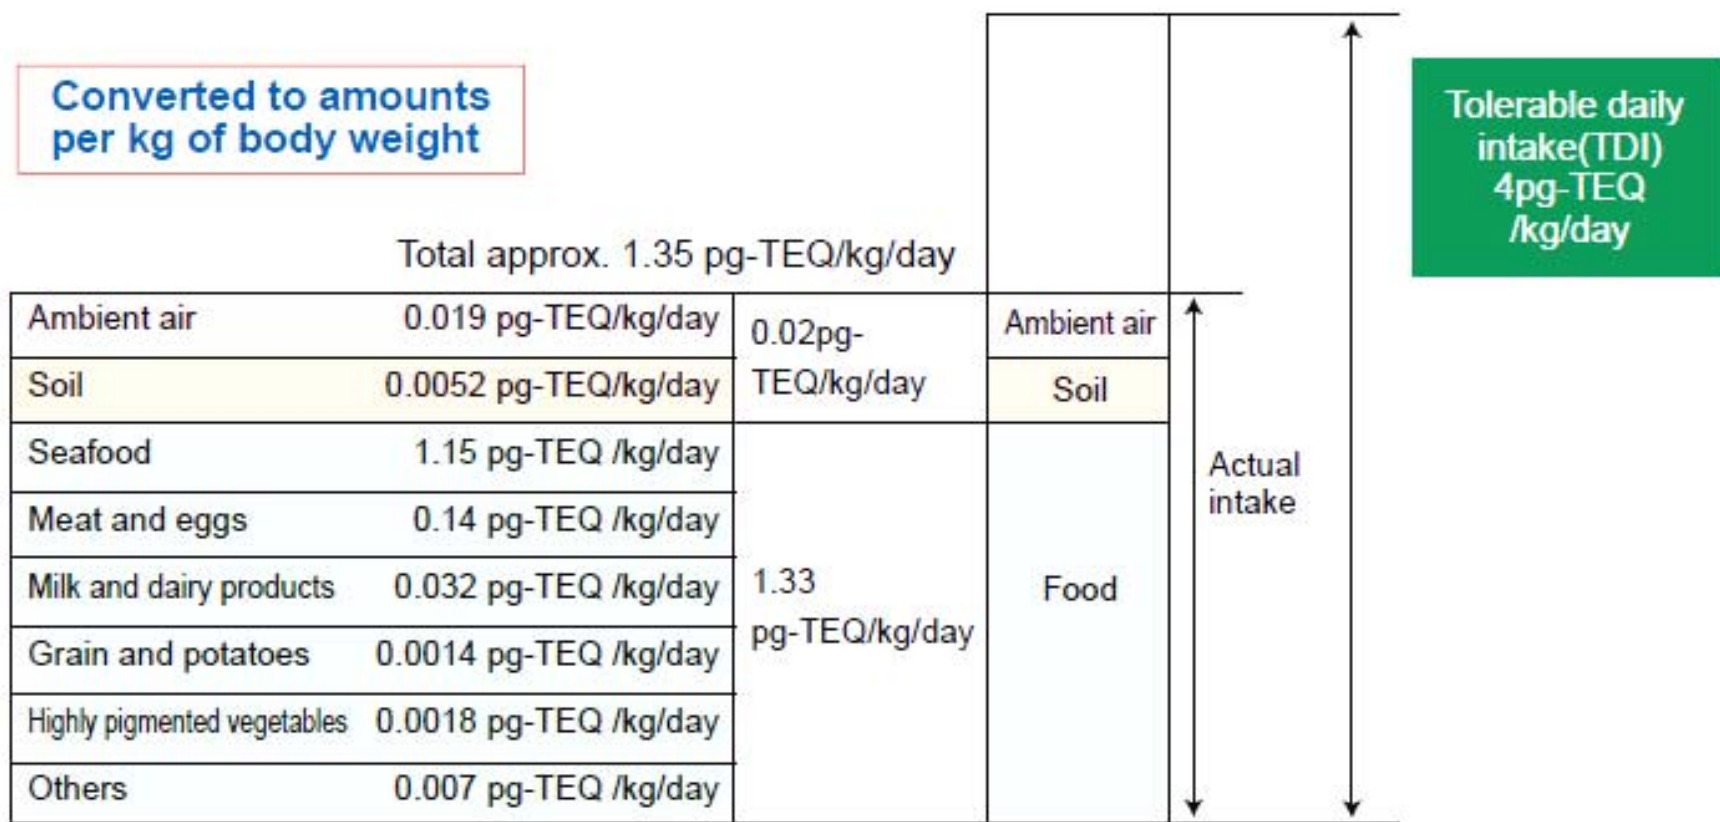 Converted to amounts
per kg of body weight
Tolerable daily
intake(TDI)
4pg-TEQ
/kg/day
Total approx. 1.35 pg-TEQ/kg/day
Ambient air 0.019 pg-TEQ/kg/day
Soil 0.0052 pg-TEQ/kg/day
0.02pg-
TEQ/kg/day
Ambient air
Soil
Seafood 1.15 pg-TEQ /kg/day
Meat and eggs 0.14 pg-TEQ /kg/day
Milk and dairy products 0.032 pg-TEQ /kg/day
Grain and potatoes 0.0014 pg-TEQ /kg/day
Highly pigmented vegetables 0.0018 pg-TEQ /kg/day
Others 0.007 pg-TEQ /kg/day
1.33
pg-TEQ/kg/day
Food
Actual
intake